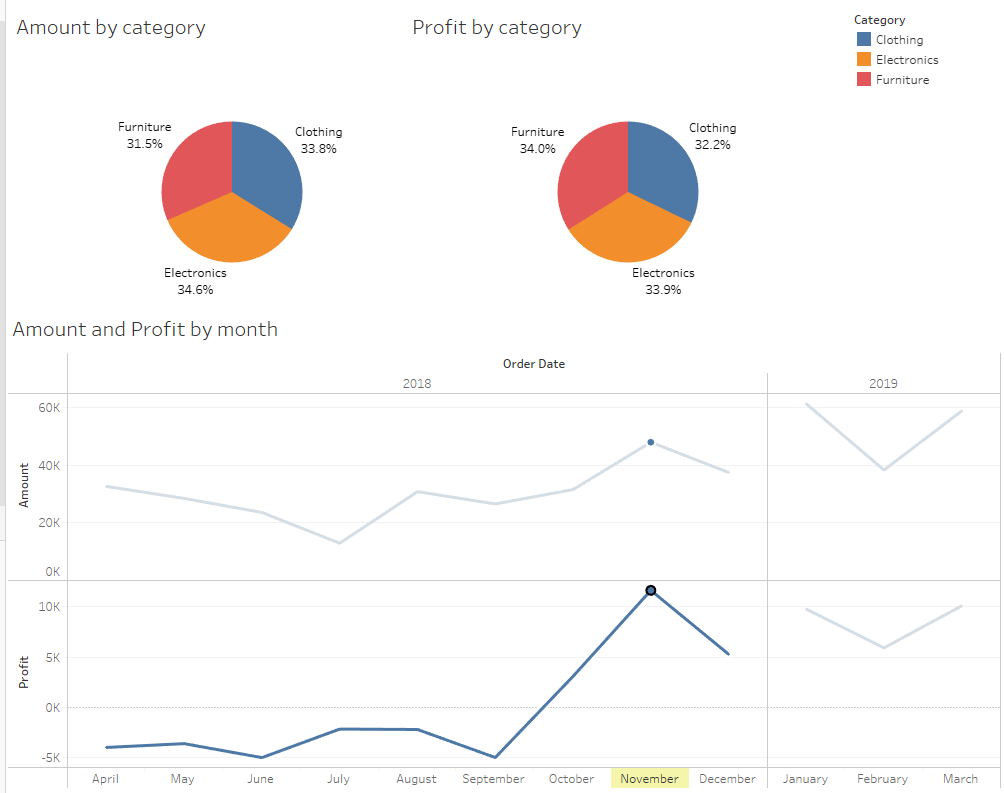 Amount by category
Profit by category
Category
Clothing
Electronics
Furniture
Furniture
31.5%
Clothing
33.8%
Electronics
34.6%
Furniture
34.0%
Clothing
32.2%
Electronics
33.9%
Amount and Profit by month
Order Date
2018
2019
60K
40K
20K
0K
Amount
10K
5K
0K
-5K
Profit
April
May
June
July
August
September
October
November
December
January
February
March